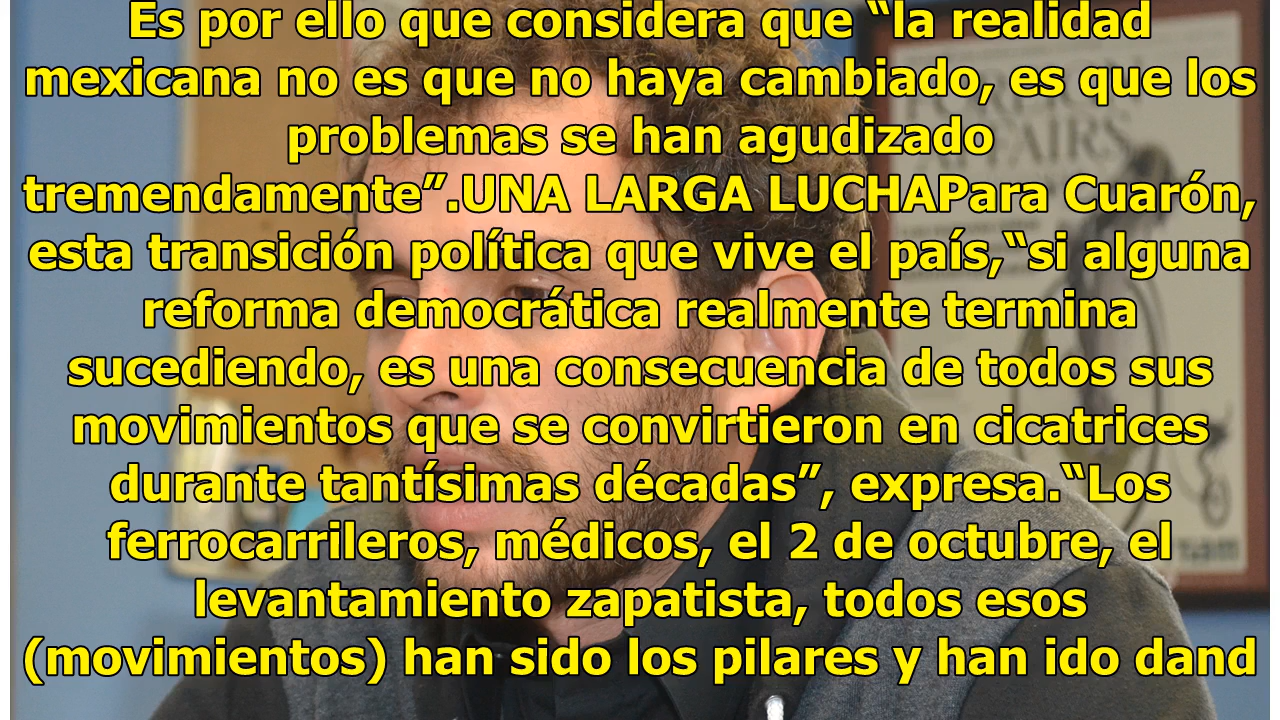 Es por ello que considera que “la realidad
mexicana no es que no haya cambiado, es que los
problemas se han agudizado
tremendamente”.UNA LARGA LUCHAPara Cuarón,
esta transición política que vive el país,“si alguna
reforma democrática realmente termina
sucediendo, es una consecuencia de todos sus
movimientos que se convirtieron en cicatrices
durante tantísimas décadas”, expresa.“Los
ferrocarrileros, médicos, el 2 de octubre, el
levantamiento zapatista, todos esos
(movimientos) han sido los pilares y han ido dand